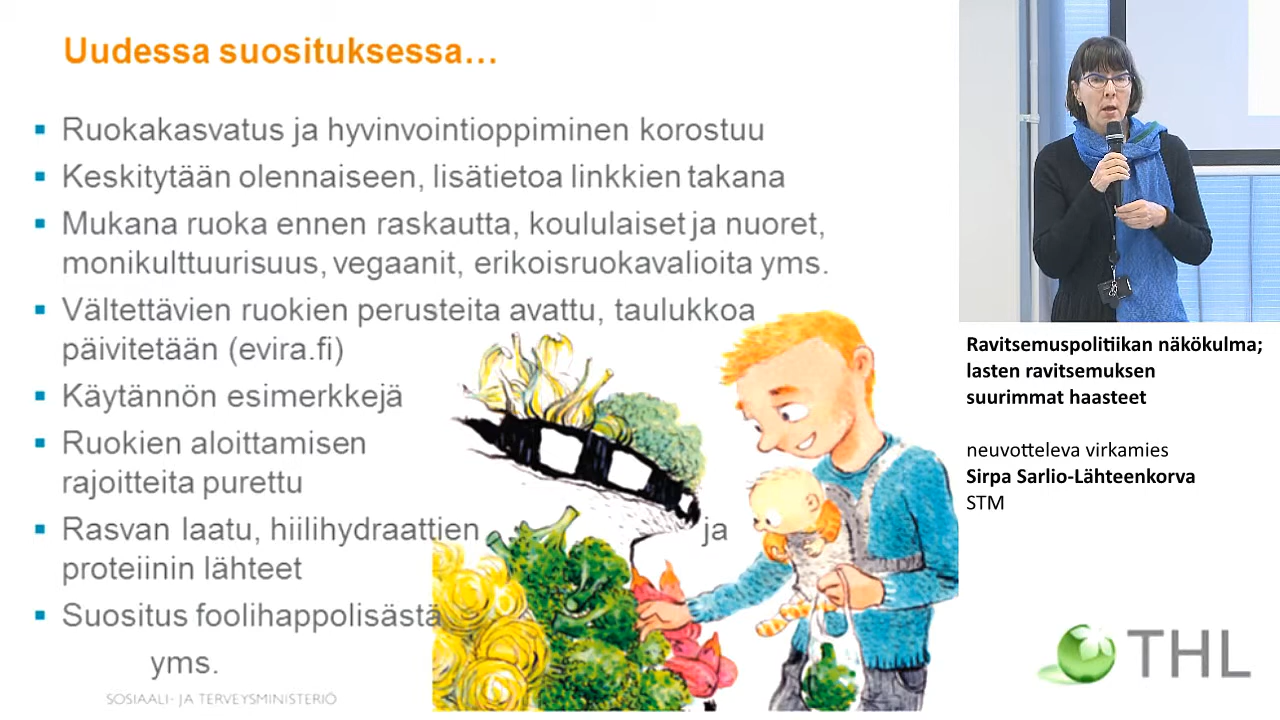 Uudessa suosituksessa…
Ruokakasvatus ja hyvinvointioppiminen korostuu
Keskitytään olennaiseen, lisätietoa linkkien takana
Mukana ruoka ennen raskautta, koululaiset ja nuoret,
monikulttuurisuus, vegaanit, erikoisruokavalioita yms.
Vältettävien ruokien perusteita avattu, taulukkoa
päivitetään (evira.fi)
Käytännön esimerkkejä
Ruokien aloittamisen
rajoitteita purettu
Rasvan laatu, hiilihydraattien ja
proteiinin lähteet
Suositus foolihappolisästä
yms.
SOSIAALI- JA TERVEYSMINISTERIÖ
Ravitsemuspolitiikan näkökulma;
lasten ravitsemuksen
suurimmat haasteet
neuvotteleva virkamies
Sirpa Sarlio-Lähteenkorva
STM
THL